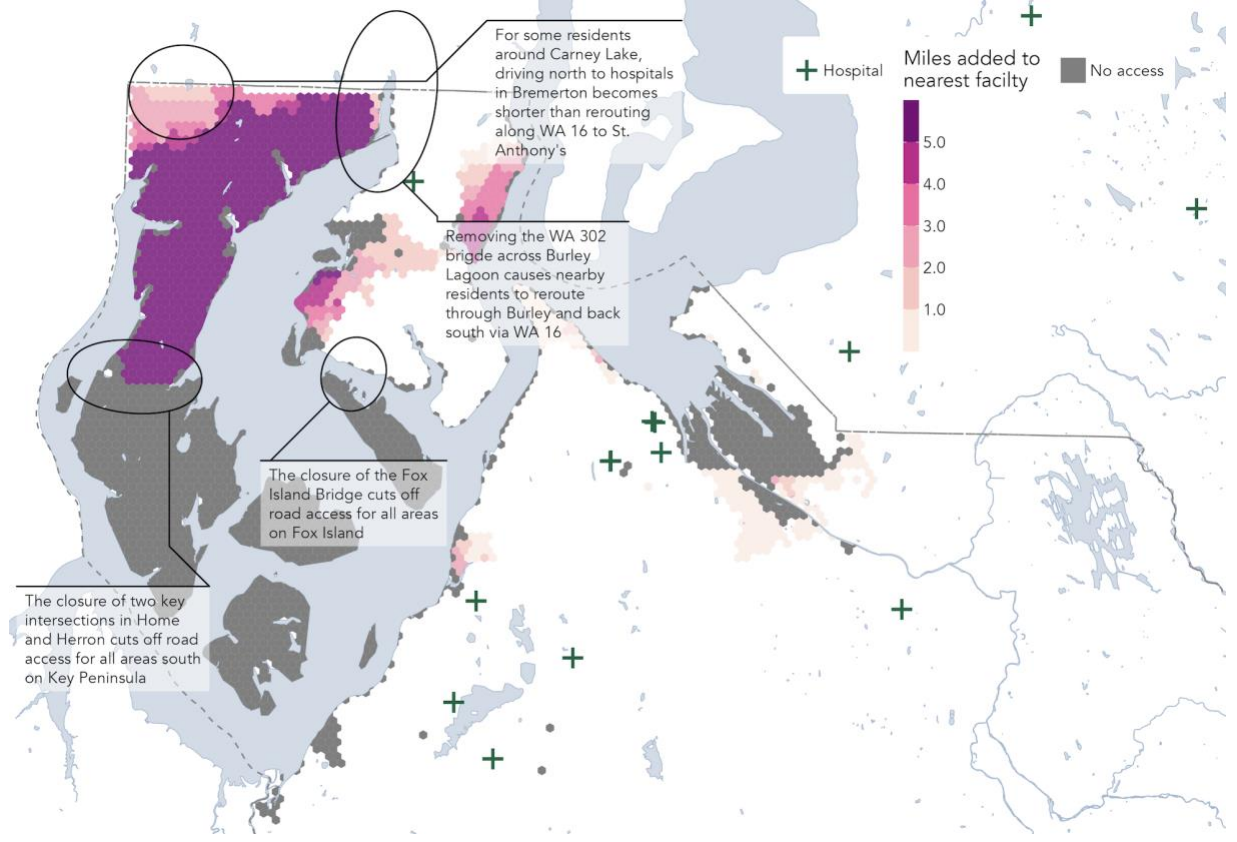 For some residents
around Carney Lake,
driving north to hospitals
in Bremerton becomes
shorter than rerouting
along WA 16 to St.
Anthony's
Hospital
Miles added to
nearest facilty
No access
5.0
4.0
3.0
2.0
1.0
Removing the WA 302
brigde across Burley
Lagoon causes nearby
residents to reroute
through Burley and back
south via WA 16
The closure of the Fox
Island Bridge cuts off
road access for all areas
on Fox Island
The closure of two key
intersections in Home
and Herron cuts off road
access for all areas south
on Key Peninsula